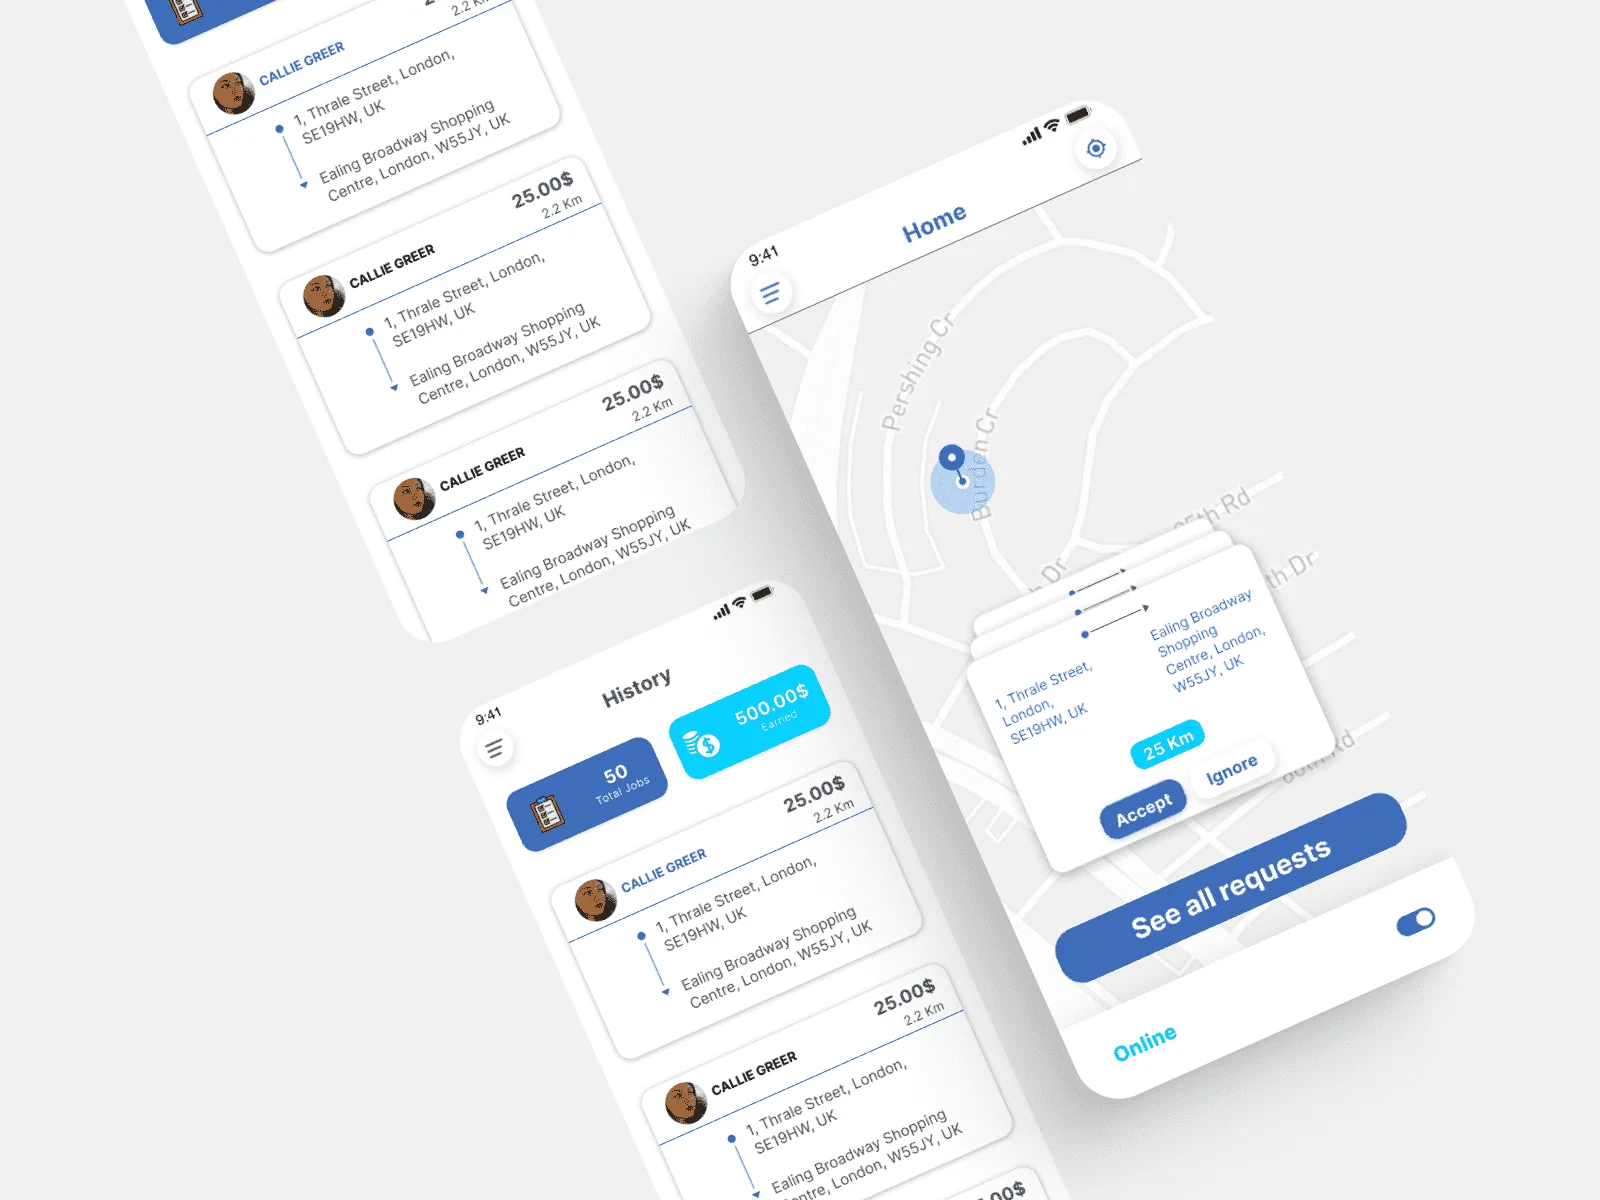 2.2 K
CALLIE GREER
1, Thrale Street, London,
SE19HW, UK
Ealing Broadway Shopping
Centre, London, W55JY, UK
25.00$
2.2 Km
CALLIE GREER
1, Thrale Street, London,
SE19HW, UK
Ealing Broadway Shopping
Centre, London, W55JY, UK
25.00$
2.2 Km
CALLIE GREER
1, Thrale Street, London,
SE19HW, UK
Ealing Broadway Shopping
Centre, London, W55JY, UK
9:41
History
50
Total Jobs
500.00$
Earned
25.00$
2.2 Km
CALLIE GREER
1, Thrale Street, London,
SE19HW, UK
Ealing Broadway Shopping
Centre, London, W55JY, UK
25.00$
2.2 Km
CALLIE GREER
1, Thrale Street, London,
SE19HW, UK
Ealing Broadway Shopping
Centre, London, W55JY, UK
.00$
9:41
Home
Pershing Cr
Burden Cr
Dr
Rd
th Dr
Rd
1, Thrale Street,
London,
SE19HW, UK
Ealing Broadway
Shopping
Centre, London,
W55JY, UK
25 Km
Accept
Ignore
See all requests
Online